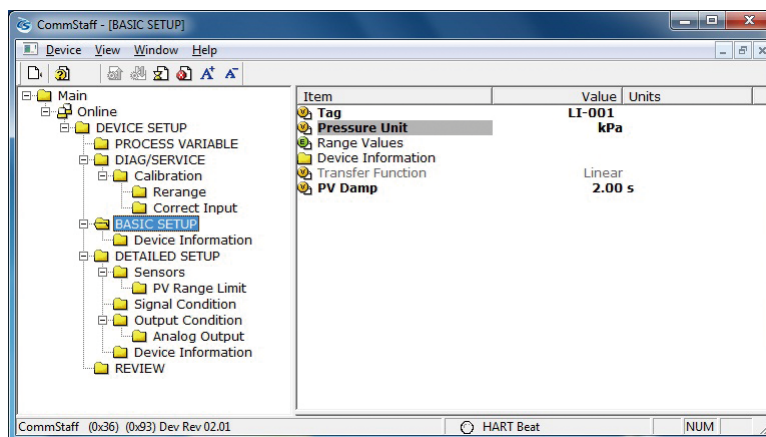 CommStaff - [BASIC SETUP]
Device View Window Help
Main
Online
DEVICE SETUP
PROCESS VARIABLE
DIAG/SERVICE
Calibration
Rerange
Correct Input
BASIC SETUP
Device Information
DETAILED SETUP
Sensors
PV Range Limit
Signal Condition
Output Condition
Analog Output
Device Information
REVIEW
Item Value Units
Tag LI-001
Pressure Unit kPa
Range Values
Device Information
Transfer Function Linear
PV Damp 2.00 s
CommStaff (0x36) (0x93) Dev Rev 02.01 HART Beat NUM